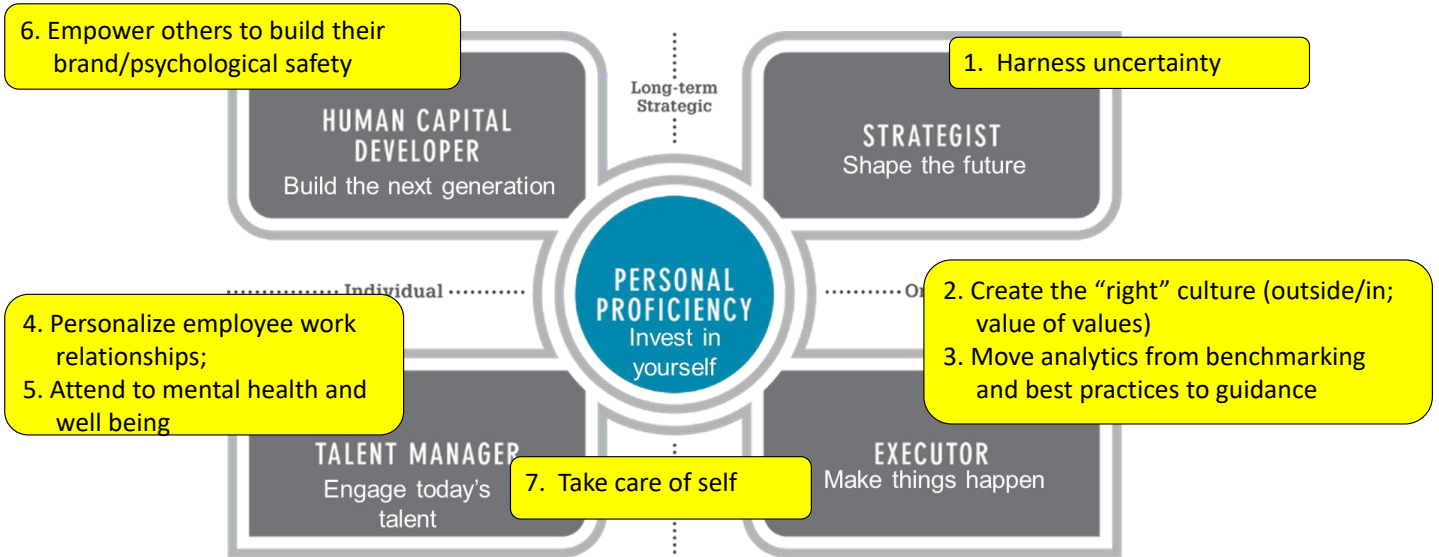 6. Empower others to build their
brand/psychological safety
1. Harness uncertainty
Long-term
Strategic
HUMAN CAPITAL
DEVELOPER
Build the next generation
STRATEGIST
Shape the future
Individual
PERSONAL
PROFICIENCY
Invest in
yourself
2. Create the “right” culture (outside/in;
value of values)
3. Move analytics from benchmarking
and best practices to guidance
4. Personalize employee work
relationships;
5. Attend to mental health and
well being
TALENT MANAGER
Engage today’s
talent
7. Take care of self
EXECUTOR
Make things happen